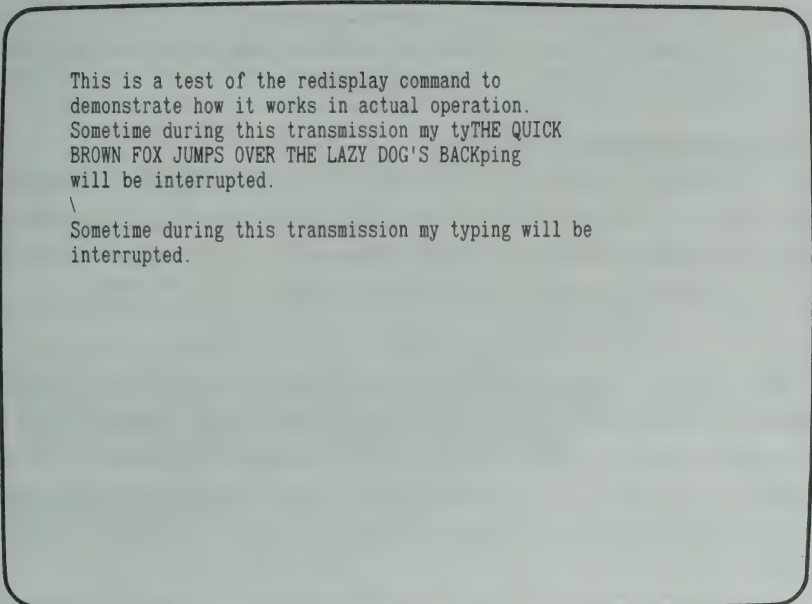 This is a test of the redisplay command to
demonstrate how it works in actual operation.
Sometime during this transmission my tyTHE QUICK
BROWN FOX JUMPS OVER THE LAZY DOG'S BACKping
will be interrupted.
\
Sometime during this transmission my typing will be
interrupted.